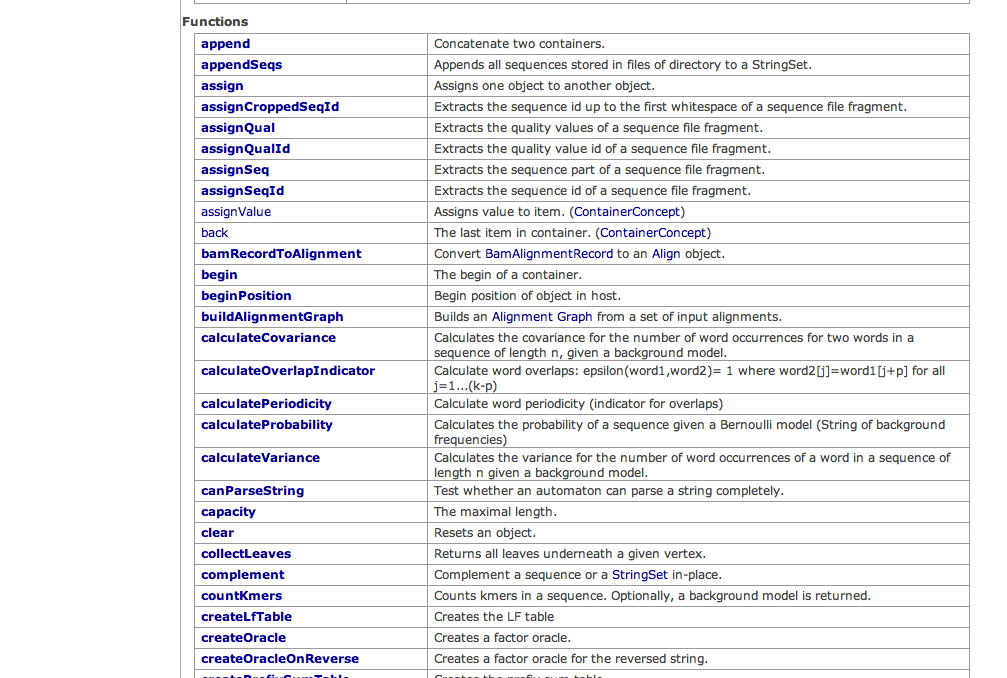 Functions
append Concatenate two containers.
appendSeqs Appends all sequences stored in files of directory to a StringSet.
assign Assigns one object to another object.
assignCroppedSeqId Extracts the sequence id up to the first whitespace of a sequence file fragment.
assignQual Extracts the quality values of a sequence file fragment.
assignQualId Extracts the quality value id of a sequence file fragment.
assignSeq Extracts the sequence part of a sequence file fragment.
assignSeqId Extracts the sequence id of a sequence file fragment.
assignValue Assigns value to item. (ContainerConcept)
back The last item in container. (ContainerConcept)
bamRecordToAlignment Convert BamAlignmentRecord to an Align object.
begin The begin of a container.
beginPosition Begin position of object in host.
buildAlignmentGraph Builds an Alignment Graph from a set of input alignments.
calculateCovariance Calculates the covariance for the number of word occurrences for two words in a
sequence of length n, given a background model.
calculateOverlapIndicator Calculate word overlaps: epsilon(word1,word2)= 1 where word2[j]=word1[j+p] for all
j=1...(k-p)
calculatePeriodicity Calculate word periodicity (indicator for overlaps)
calculateProbability Calculates the probability of a sequence given a Bernoulli model (String of background
frequencies)
calculateVariance Calculates the variance for the number of word occurrences of a word in a sequence of
length n given a background model.
canParseString Test whether an automaton can parse a string completely.
capacity The maximal length.
clear Resets an object.
collectLeaves Returns all leaves underneath a given vertex.
complement Complement a sequence or a StringSet in-place.
countKmers Counts kmers in a sequence. Optionally, a background model is returned.
createLfTable Creates the LF table
createOracle Creates a factor oracle.
createOracleOnReverse Creates a factor oracle for the reversed string.
createPrefixSumTable Creates the prefix-sum table